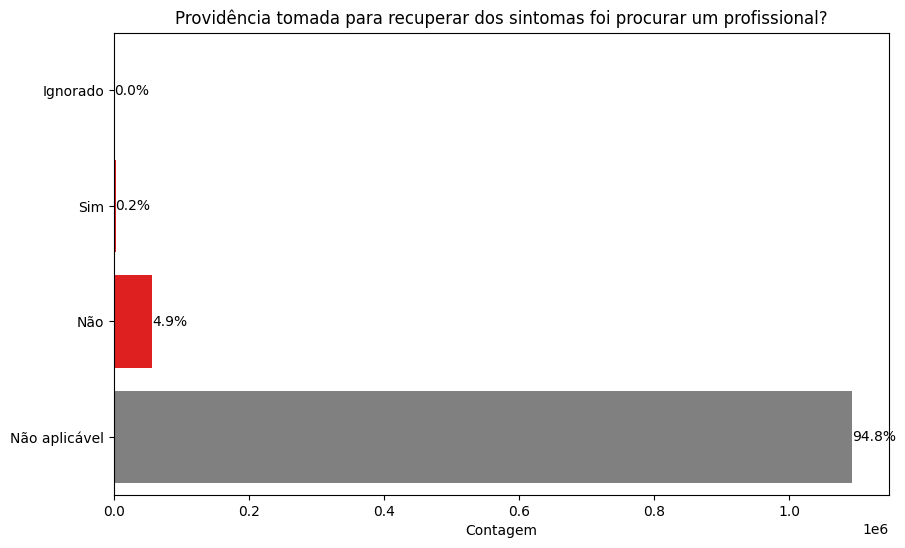 Providência tomada para recuperar dos sintomas foi procurar um profissional?
Ignorado 0.0%
Sim 0.2%
Não 4.9%
Não aplicável 94.8%
0.0 0.2 0.4 0.6 0.8 1.0
1e6
Contagem